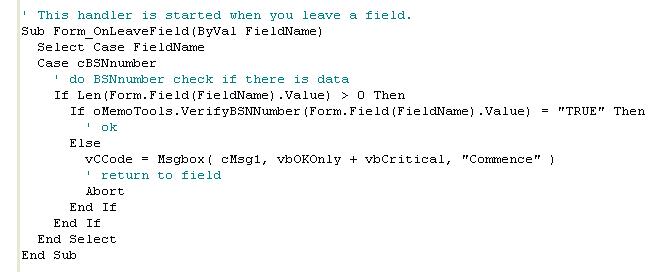 ' This handler is started when you leave a field.
Sub Form_OnLeaveField(ByVal FieldName)
  Select Case FieldName
  Case cBSNnumber
    ' do BSNnumber check if there is data
    If Len(Form.Field(FieldName).Value) > 0 Then
      If oMemoTools.VerifyBSNNumber(Form.Field(FieldName).Value) = "TRUE" Then
        ' ok
      Else
        vCCode = Msgbox( cMsg1, vbOKOnly + vbCritical, "Commence" )
        ' return to field
        Abort
      End If
    End If
  End Select
End Sub